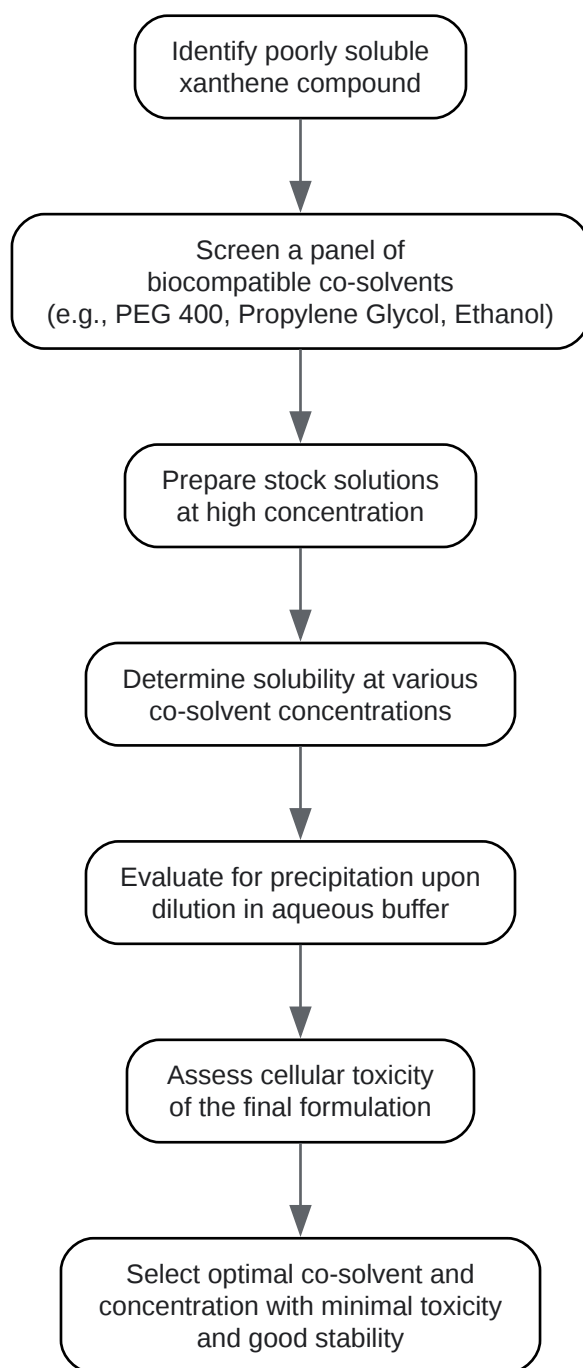 Identify poorly soluble
xanthene compound
Screen a panel of
biocompatible co-solvents
(e.g., PEG 400, Propylene Glycol, Ethanol)
Prepare stock solutions
at high concentration
Determine solubility at various
co-solvent concentrations
Evaluate for precipitation upon
dilution in aqueous buffer
Assess cellular toxicity
of the final formulation
Select optimal co-solvent and
concentration with minimal toxicity
and good stability